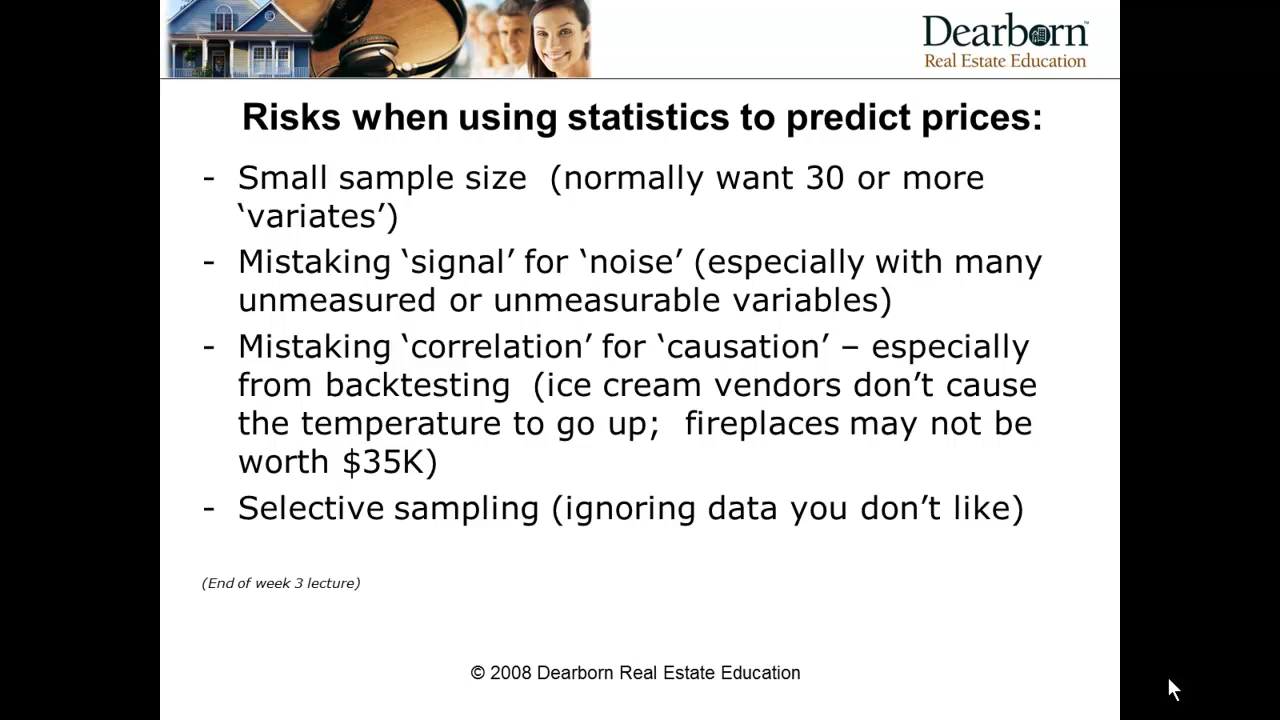 Dearborn™
Real Estate Education
Risks when using statistics to predict prices:
- Small sample size (normally want 30 or more
‘variates’)
- Mistaking ‘signal’ for ‘noise’ (especially with many
unmeasured or unmeasurable variables)
- Mistaking ‘correlation’ for ‘causation’ – especially
from backtesting (ice cream vendors don’t cause
the temperature to go up; fireplaces may not be
worth $35K)
- Selective sampling (ignoring data you don’t like)
(End of week 3 lecture)
© 2008 Dearborn Real Estate Education